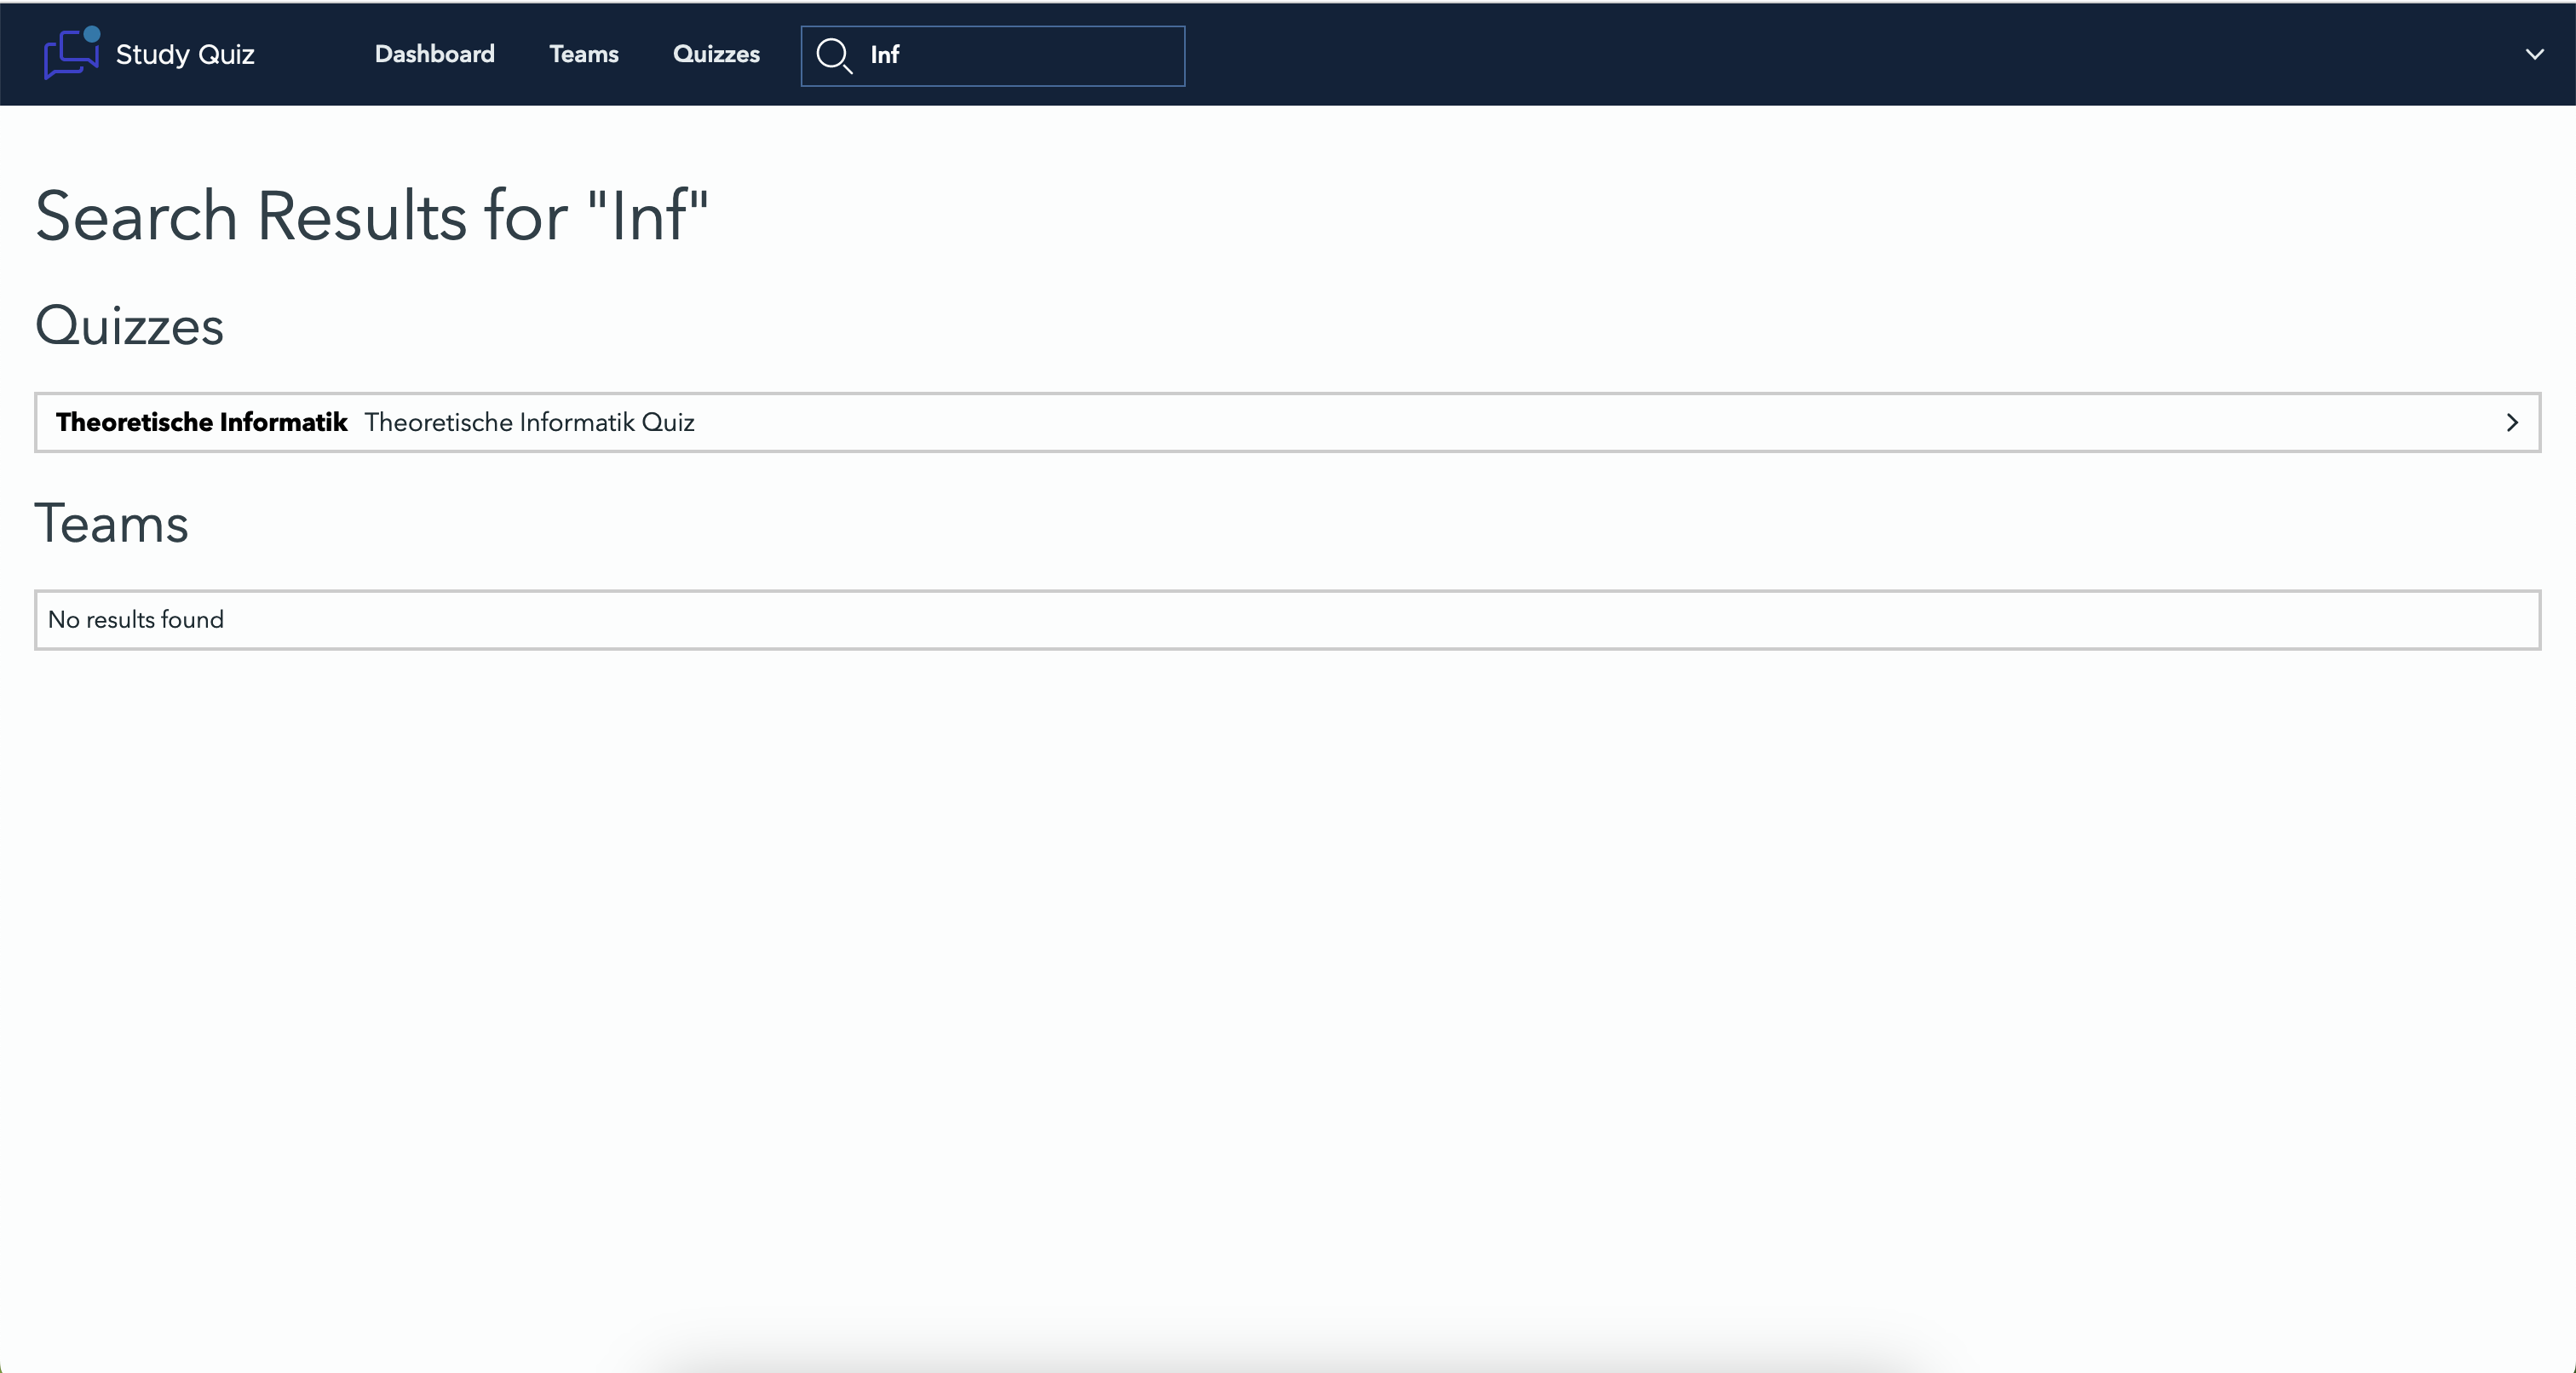 Study Quiz Dashboard Teams Quizzes Inf
Search Results for "Inf"
Quizzes
Theoretische Informatik Theoretische Informatik Quiz
Teams
No results found